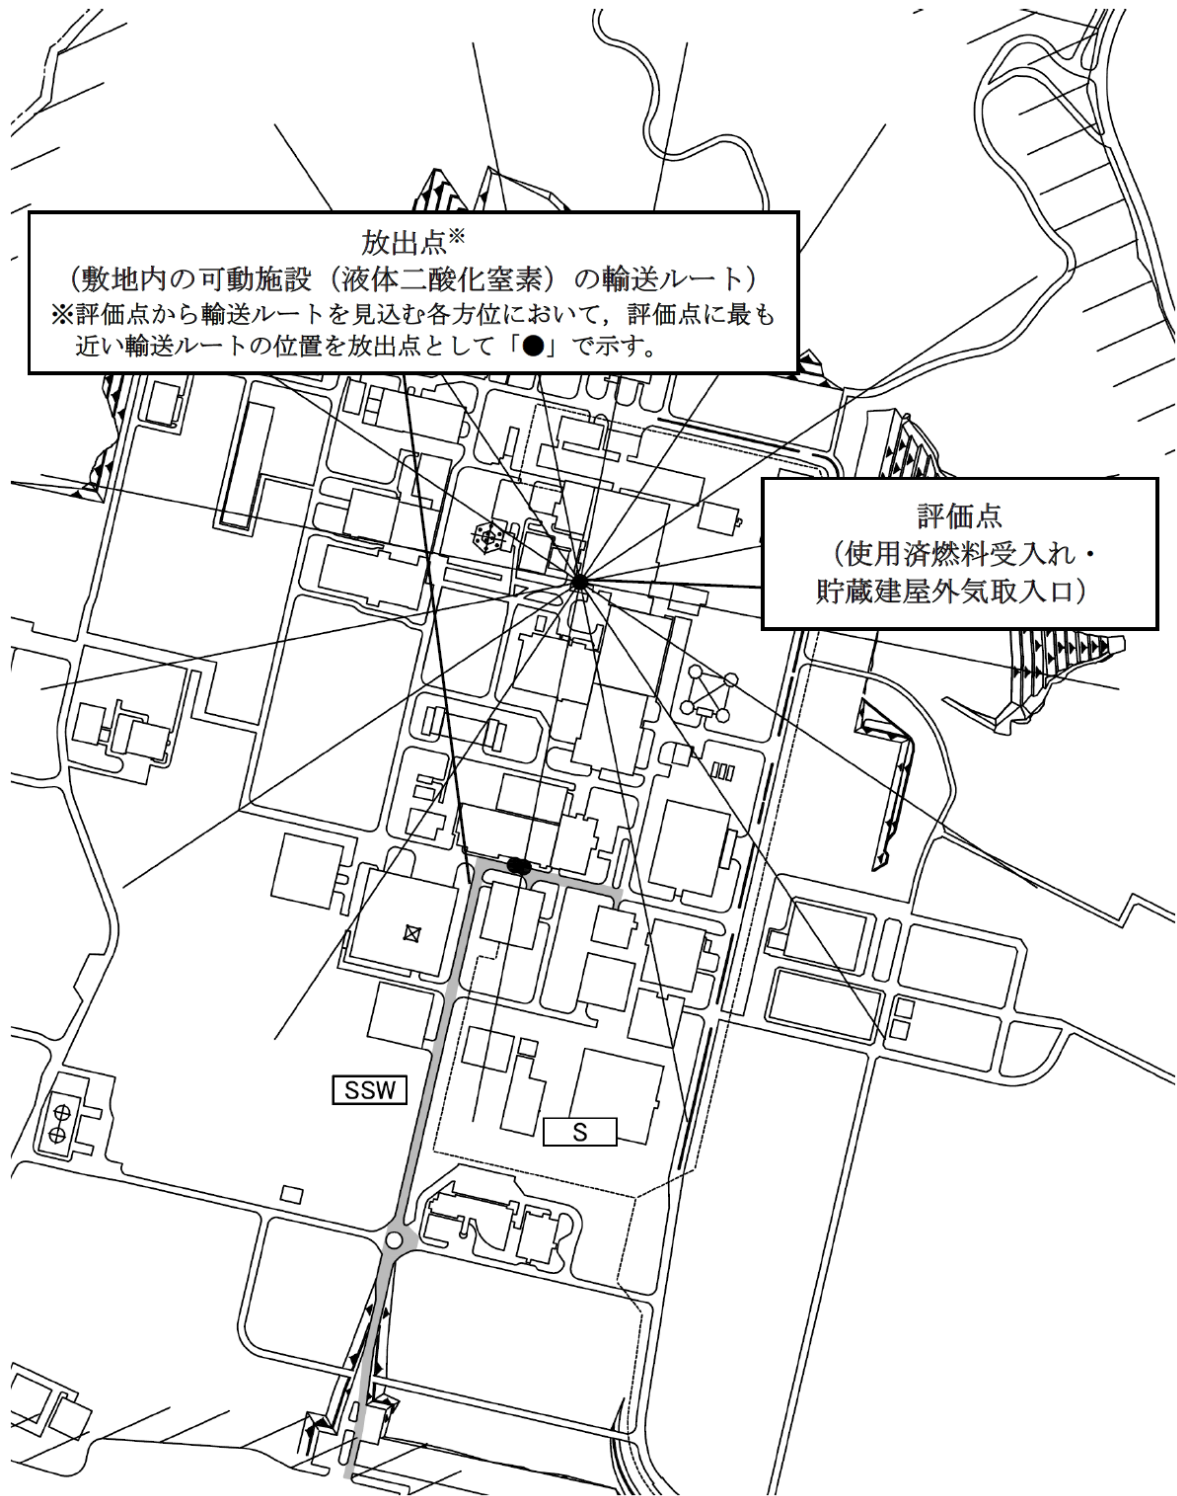 放出点※
（敷地内の可動施設（液体二酸化窒素）の輸送ルート）
※評価点から輸送ルートを見込む各方位において，評価点に最も
近い輸送ルートの位置を放出点として「●」で示す。
評価点
（使用済燃料受入れ・
貯蔵建屋外気取入口）
SSW
S